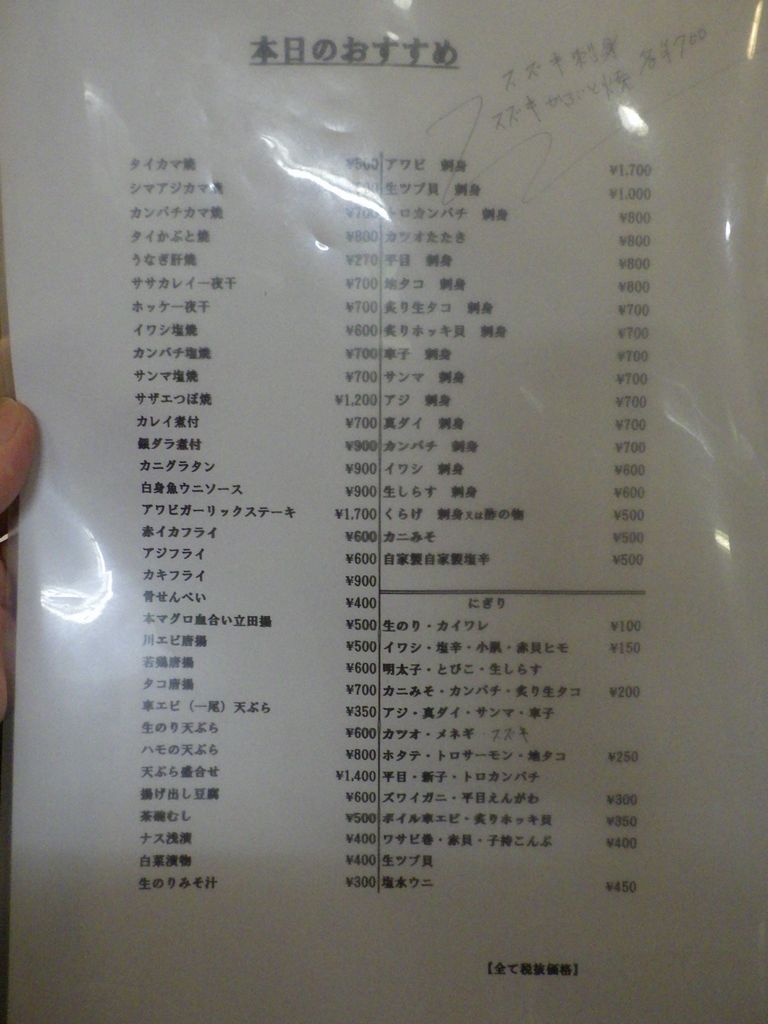 本日のおすすめ
スズキ刺身
スズキかぶと焼 各¥700
タイカマ焼 ¥500
シマアジカマ焼 ¥700
カンパチカマ焼 ¥700
タイかぶと焼 ¥800
うなぎ肝焼 ¥270
ササカレイ一夜干 ¥700
ホッケ一夜干 ¥700
イワシ塩焼 ¥600
カンパチ塩焼 ¥700
サンマ塩焼 ¥700
サザエつぼ焼 ¥1,200
カレイ煮付 ¥700
銀ダラ煮付 ¥900
カニグラタン ¥900
白身魚ウニソース ¥900
アワビガーリックステーキ ¥1,700
赤イカフライ ¥600
アジフライ ¥600
カキフライ ¥900
骨せんべい ¥400
本マグロ血合い立田揚 ¥500
川エビ唐揚 ¥500
若鶏唐揚 ¥600
タコ唐揚 ¥700
車エビ(一尾)天ぷら ¥350
生のり天ぷら ¥600
ハモの天ぷら ¥800
天ぷら盛合せ ¥1,400
揚げ出し豆腐 ¥600
茶碗むし ¥500
ナス浅漬 ¥400
白菜漬物 ¥400
生のりみそ汁 ¥300
アワビ 刺身 ¥1,700
生ツブ貝 刺身 ¥1,000
トロカンパチ 刺身 ¥800
カツオたたき ¥800
平目 刺身 ¥800
地タコ 刺身 ¥800
炙り生タコ 刺身 ¥700
炙りホッキ貝 刺身 ¥700
車子 刺身 ¥700
サンマ 刺身 ¥700
アジ 刺身 ¥700
真ダイ 刺身 ¥700
カンパチ 刺身 ¥700
イワシ 刺身 ¥600
生しらす 刺身 ¥600
くらげ 刺身又は酢の物 ¥500
カニみそ ¥500
自家製自家製塩辛 ¥500
にぎり
生のり・カイワレ ¥100
イワシ・塩辛・小肌・赤貝ヒモ ¥150
明太子・とびこ・生しらす
カニみそ・カンパチ・炙り生タコ ¥200
アジ・真ダイ・サンマ・車子
カツオ・メネギ・スズキ
ホタテ・トロサーモン・地タコ ¥250
平目・新子・トロカンパチ
ズワイガニ・平目えんがわ ¥300
ボイル車エビ・炙りホッキ貝 ¥350
ワサビ巻・赤貝・子持こんぶ ¥400
生ツブ貝
塩水ウニ ¥450
【全て税抜価格】